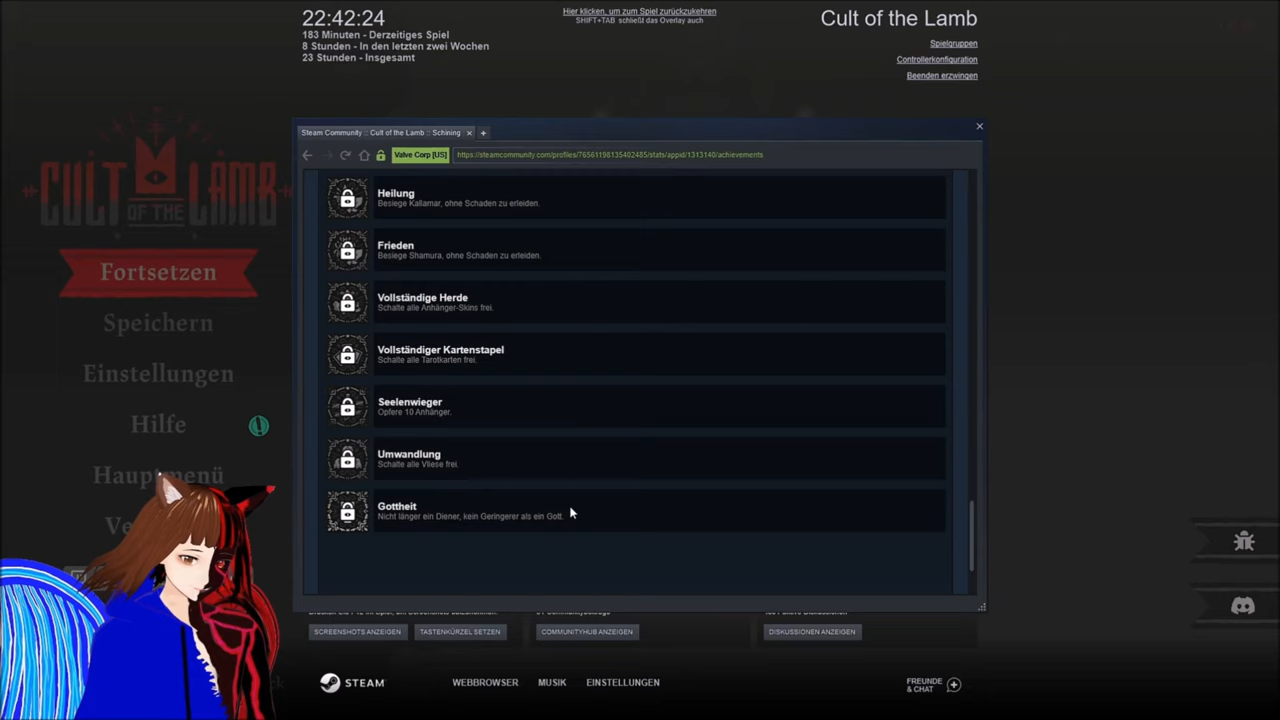 22:42:24
183 Minuten - Derzeitiges Spiel
8 Stunden - In den letzten zwei Wochen
23 Stunden - Insgesamt
Hier klicken, um zum Spiel zurückzukehren
SHIFT+TAB schließt das Overlay auch
Cult of the Lamb
Spielgruppen
Controllerkonfiguration
Beenden erzwingen
Steam Community :: Cult of the Lamb :: Schining
Valve Corp [US]
https://steamcommunity.com/profiles/76561198135402485/stats/appid/1313140/achievements
CULT
OF THE
LAMB
Fortsetzen
Speichern
Einstellungen
Hilfe
Heilung
Besiege Kallamar, ohne Schaden zu erleiden.
Frieden
Besiege Shamura, ohne Schaden zu erleiden.
Vollständige Herde
Schalte alle Anhänger-Skins frei.
Vollständiger Kartenstapel
Schalte alle Tarotkarten frei.
Seelenwieger
Opfere 10 Anhänger.
Umwandlung
Schalte alle Vliese frei.
Gottheit
Nicht länger ein Diener, kein Geringerer als ein Gott.
Hauptmenü
SCREENSHOTS ANZEIGEN
TASTENKÜRZEL SETZEN
COMMUNITYHUB ANZEIGEN
DISKUSSIONEN ANZEIGEN
STEAM
WEBBROWSER
MUSIK
EINSTELLUNGEN
FREUNDE
& CHAT